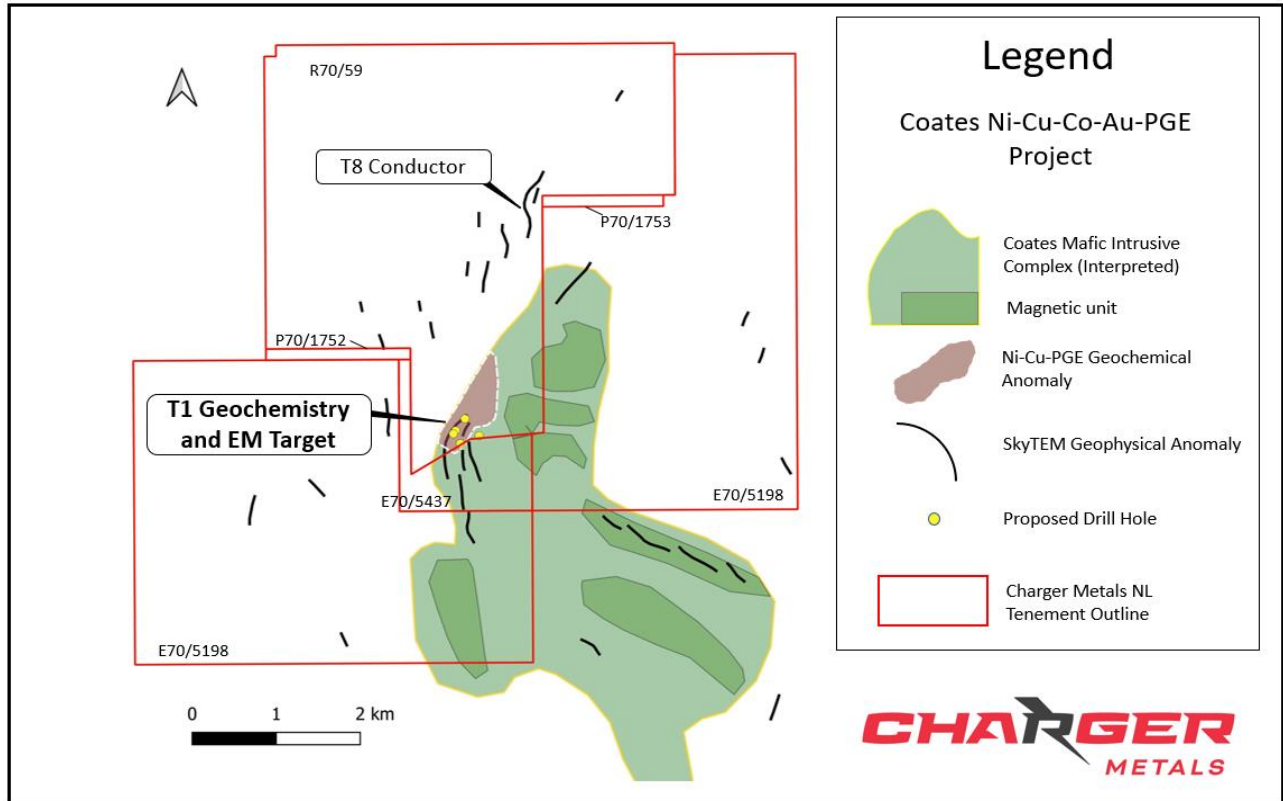 R70/59
T8 Conductor
P70/1753
P70/1752
T1 Geochemistry
and EM Target
E70/5437
E70/5198
E70/5198
0 1 2 km
Legend
Coates Ni-Cu-Co-Au-PGE
Project
Coates Mafic Intrusive
Complex (Interpreted)
Magnetic unit
Ni-Cu-PGE Geochemical
Anomaly
SkyTEM Geophysical Anomaly
Proposed Drill Hole
Charger Metals NL
Tenement Outline
CHARGER
METALS